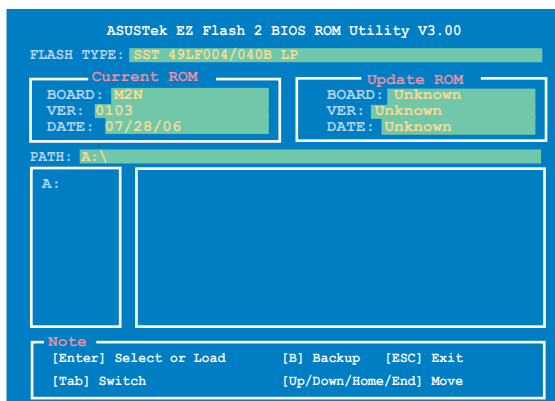 ASUSTek EZ Flash 2 BIOS ROM Utility V3.00
FLASH TYPE: SST 49LF004/040B LP
Current ROM
BOARD: M2N
VER: 0103
DATE: 07/28/06
Update ROM
BOARD: Unknown
VER: Unknown
DATE: Unknown
PATH: A:\
A:
Note
[Enter] Select or Load [B] Backup [ESC] Exit
[Tab] Switch [Up/Down/Home/End] Move